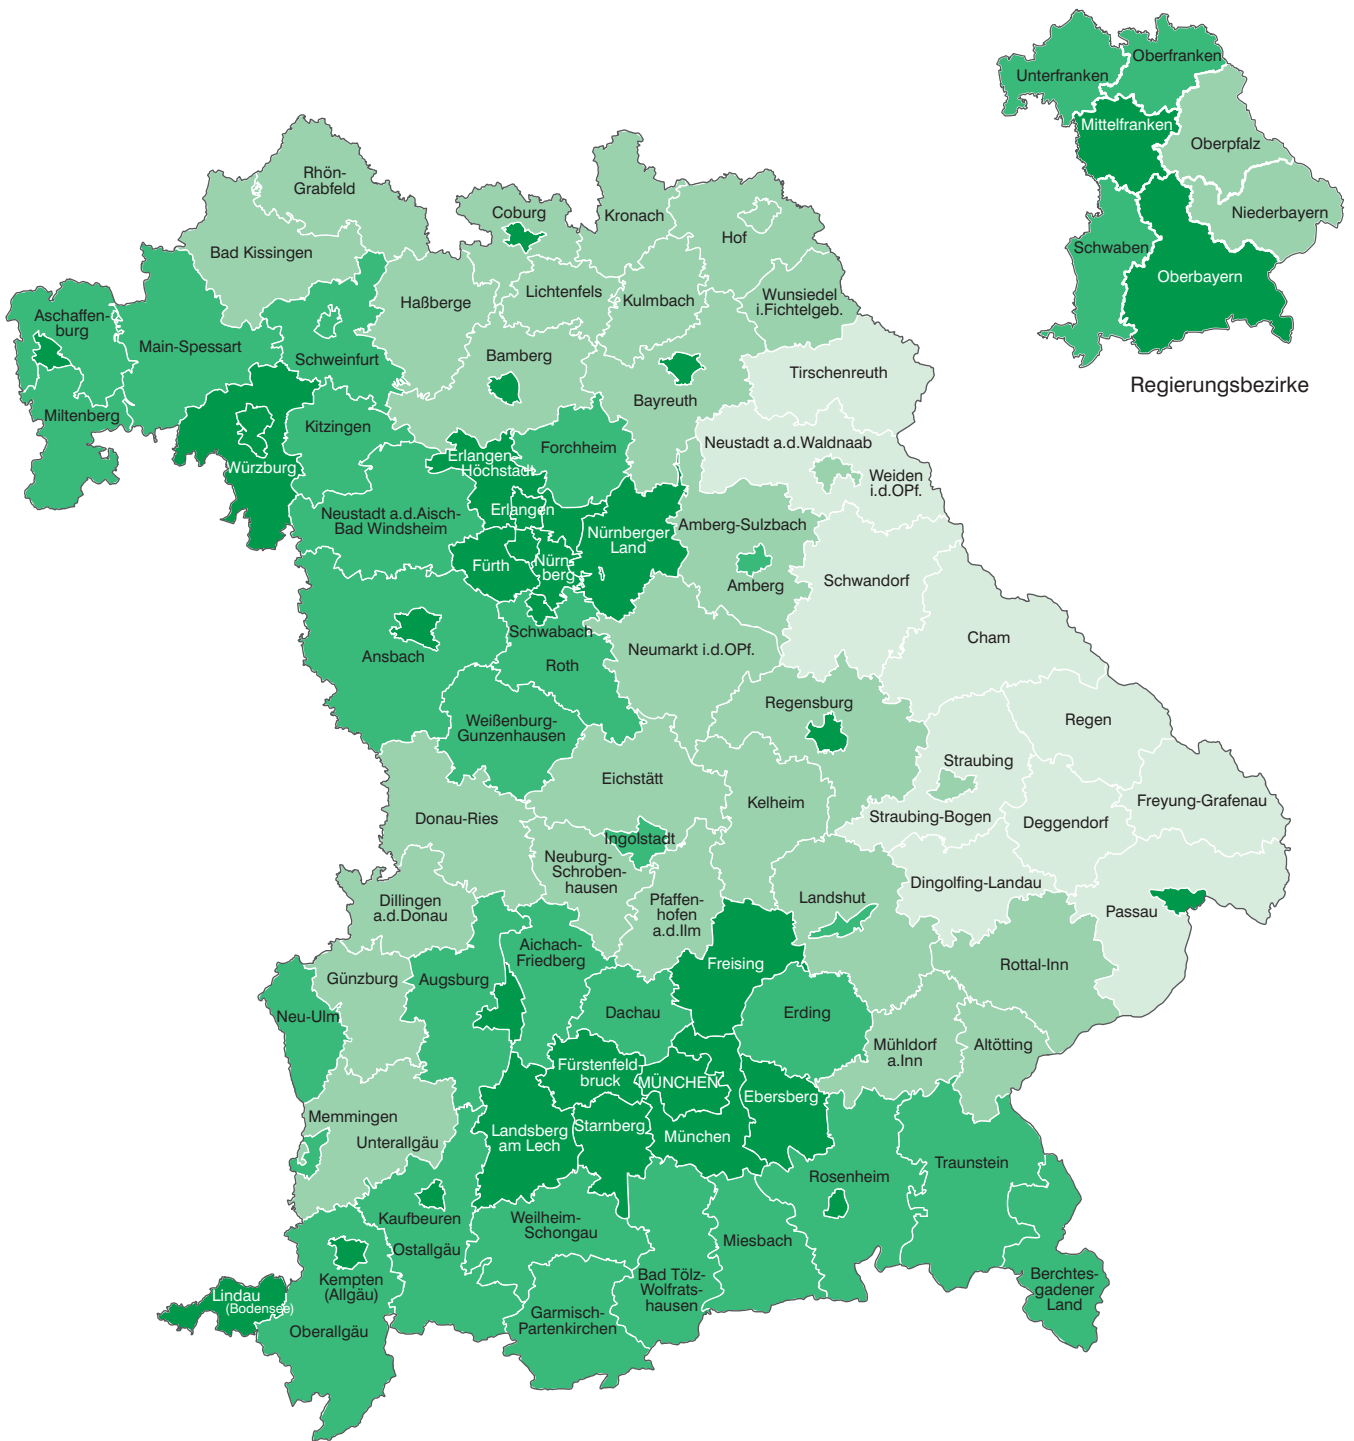 Oberfranken
Unterfranken
Mittelfranken
Oberpfalz
Niederbayern
Schwaben
Oberbayern
Regierungsbezirke
Rhön-
Grabfeld
Coburg
Kronach
Hof
Bad Kissingen
Lichtenfels
Kulmbach
Wunsiedel
i.Fichtelgeb.
Haßberge
Aschaffen-
burg
Main-Spessart
Schweinfurt
Bamberg
Tirschenreuth
Bayreuth
Miltenberg
Kitzingen
Neustadt a.d.Waldnaab
Forchheim
Erlangen-
Höchstadt
Würzburg
Weiden
i.d.OPf.
Neustadt a.d.Aisch-
Bad Windsheim
Erlangen
Nürnberger
Land
Amberg-Sulzbach
Fürth
Nürn-
berg
Amberg
Schwandorf
Schwabach
Cham
Ansbach
Roth
Neumarkt i.d.OPf.
Regensburg
Weißenburg-
Gunzenhausen
Regen
Straubing
Eichstätt
Kelheim
Freyung-Grafenau
Donau-Ries
Straubing-Bogen
Deggendorf
Ingolstadt
Neuburg-
Schroben-
hausen
Dingolfing-Landau
Dillingen
a.d.Donau
Pfaffen-
hofen
a.d.Ilm
Landshut
Passau
Aichach-
Friedberg
Freising
Rottal-Inn
Günzburg
Augsburg
Neu-Ulm
Dachau
Erding
Mühldorf
a.Inn
Altötting
Fürstenfeld-
bruck
MÜNCHEN
Ebersberg
Memmingen
Unterallgäu
Landsberg
am Lech
Starnberg
München
Traunstein
Rosenheim
Kaufbeuren
Weilheim-
Schongau
Ostallgäu
Miesbach
Kempten
(Allgäu)
Bad Tölz-
Wolfrats-
hausen
Berchtes-
gadener
Land
Lindau
(Bodensee)
Oberallgäu
Garmisch-
Partenkirchen